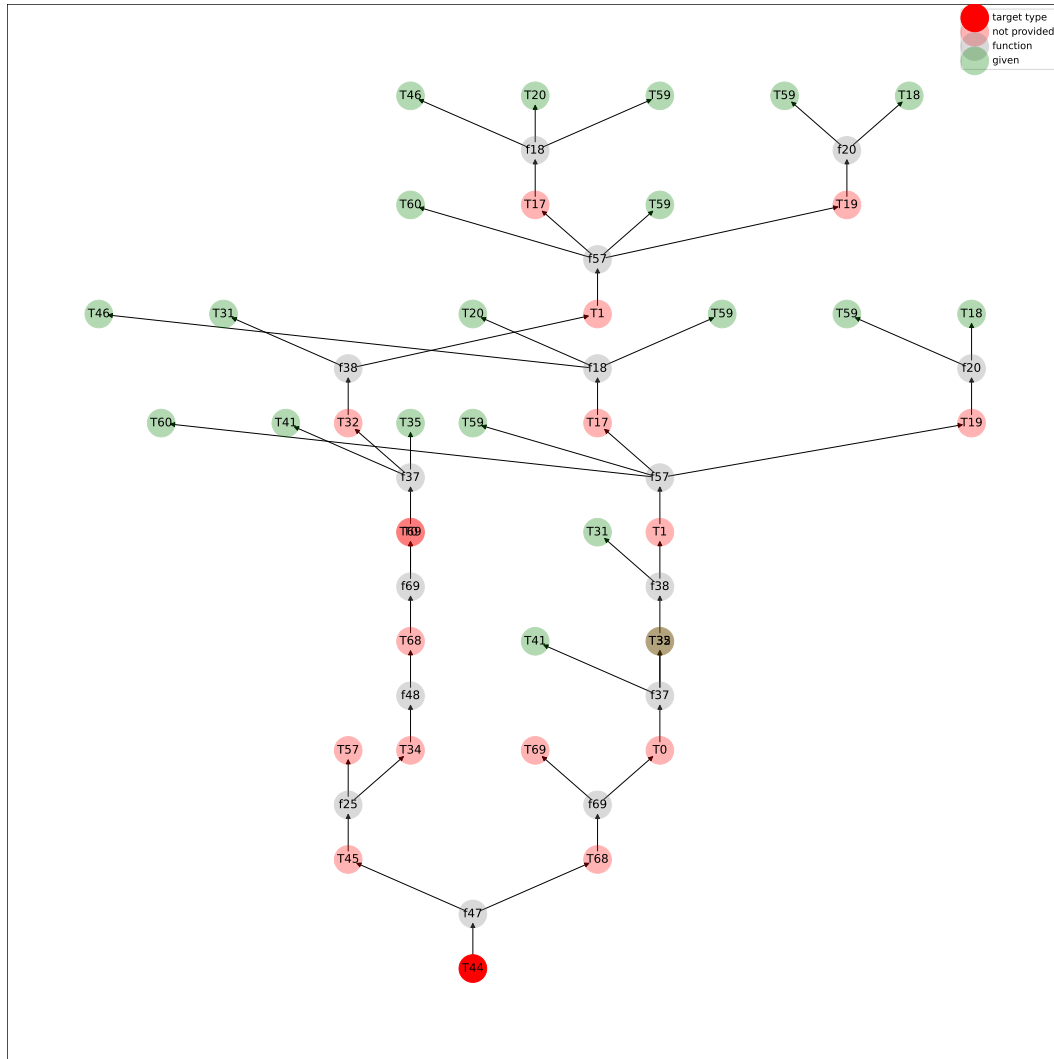 target type
not provided
function
given
T46 T20 T59 T59 T18
f18 f20
T60 T17 T59 T19
f57
T46 T31 T20 T1 T59 T59 T18
f38 f18 f20
T60 T41 T32 T35 T59 T17 T19
f37 f57
T31 T1
f69 f38
T68 T41
f48 f37
T57 T34 T69 T0
f25 f69
T45 T68
f47
T44